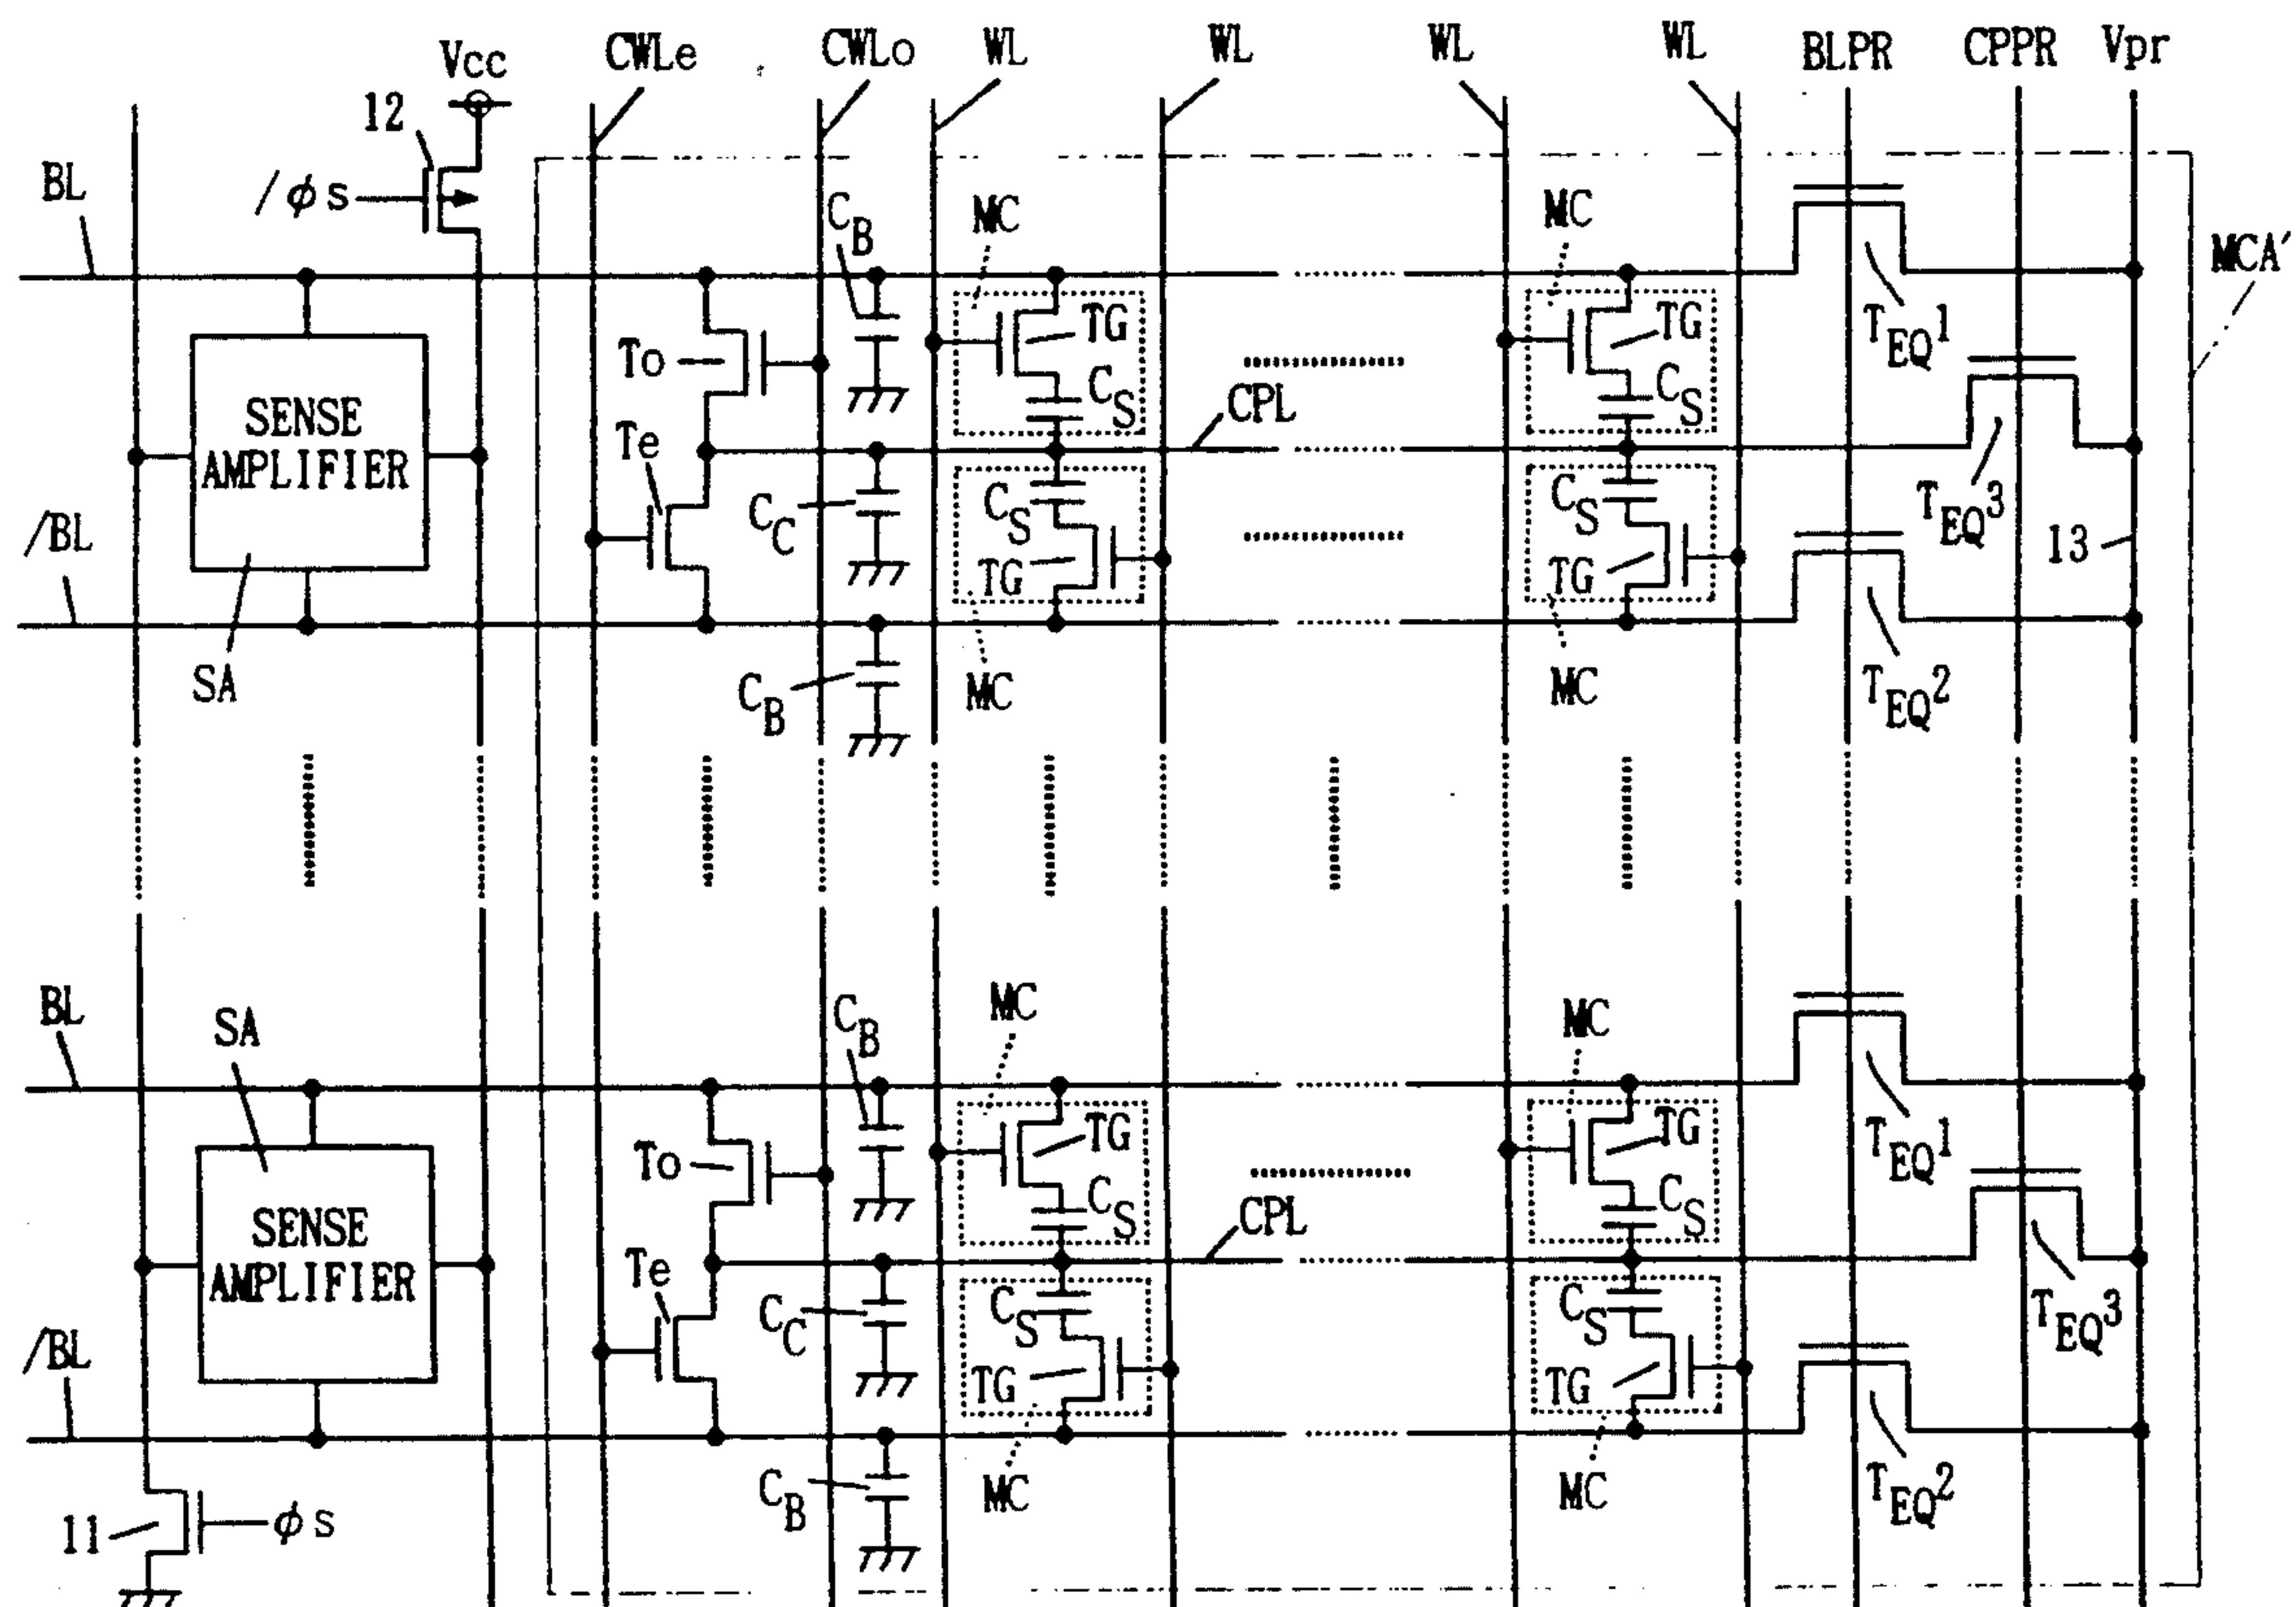 Vcc CWLe CWLo WL WL WL WL BLPR CPPR Vpr
12
BL /φs CB MC MC MCA′
To TG CS TG CS TEQ1
SENSE
AMPLIFIER
Te CPL
/BL CC CS TG CS TG TEQ3 13
SA CB MC MC TEQ2
BL SA CB MC MC
To TG CS TG CS TEQ1
SENSE
AMPLIFIER
Te CPL
/BL CC CS TG CS TG TEQ3
CB MC MC TEQ2
11 φs